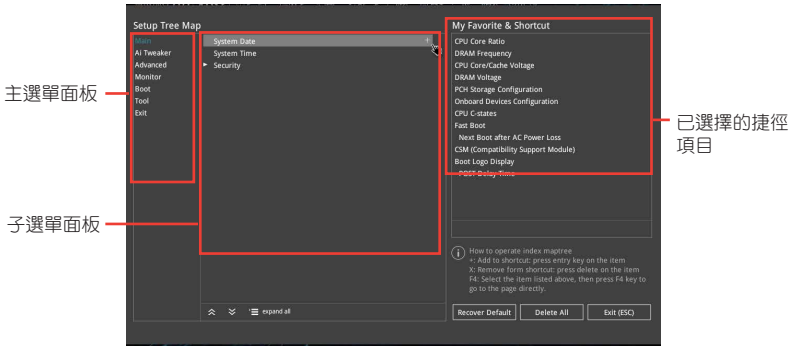 Setup Tree Map
Main
Ai Tweaker
Advanced
Monitor
Boot
Tool
Exit
System Date +
System Time
Security
expand all
My Favorite & Shortcut
CPU Core Ratio
DRAM Frequency
CPU Core/Cache Voltage
DRAM Voltage
PCH Storage Configuration
Onboard Devices Configuration
CPU C-states
Fast Boot
Next Boot after AC Power Loss
CSM (Compatibility Support Module)
Boot Logo Display
POST Delay Time
How to operate index maptree
+: Add to shortcut: press entry key on the item
X: Remove form shortcut: press delete on the item
F4: Select the item listed above, then press F4 key to
go to the page directly.
Recover Default
Delete All
Exit (ESC)
主選單面板
子選單面板
已選擇的捷徑
項目